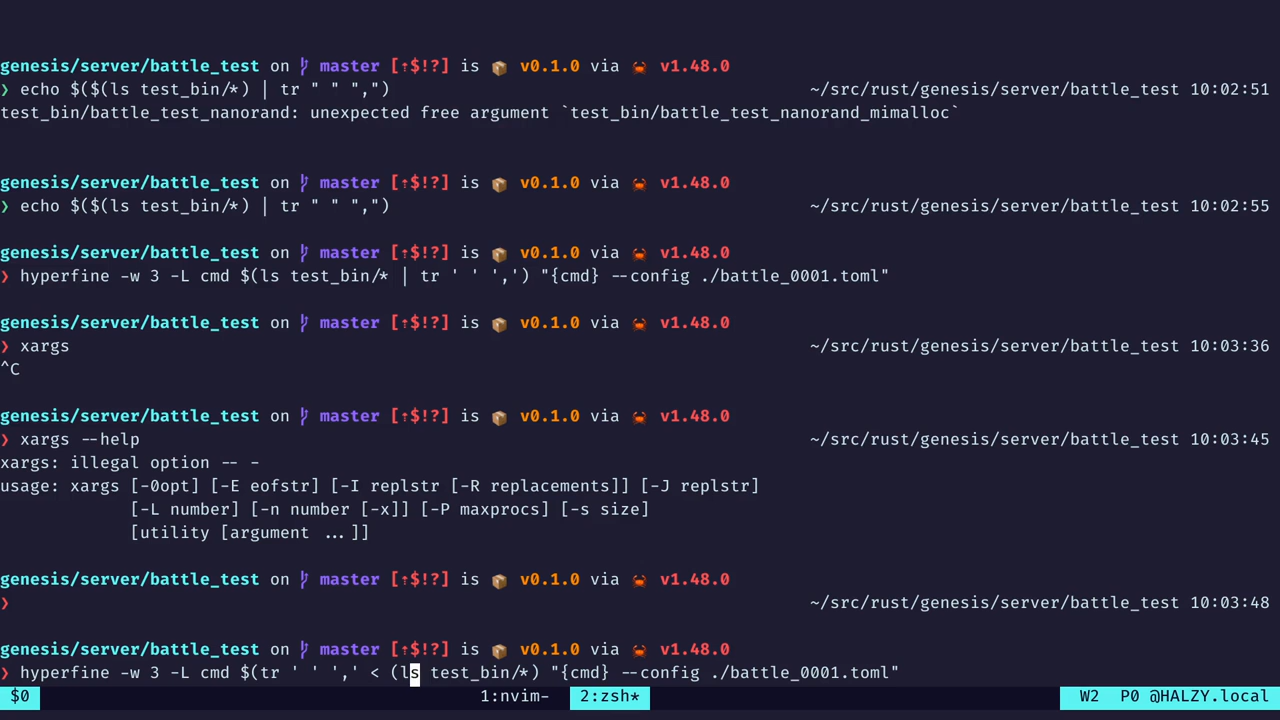 genesis/server/battle_test on ᚶ master [⇡$!?] is 📦 v0.1.0 via 🦀 v1.48.0
❯ echo $($(ls test_bin/*) | tr " " ",") ~/src/rust/genesis/server/battle_test 10:02:51
test_bin/battle_test_nanorand: unexpected free argument `test_bin/battle_test_nanorand_mimalloc`
genesis/server/battle_test on ᚶ master [⇡$!?] is 📦 v0.1.0 via 🦀 v1.48.0
❯ echo $($(ls test_bin/*) | tr " " ",") ~/src/rust/genesis/server/battle_test 10:02:55
genesis/server/battle_test on ᚶ master [⇡$!?] is 📦 v0.1.0 via 🦀 v1.48.0
❯ hyperfine -w 3 -L cmd $(ls test_bin/* | tr ' ' ',') "{cmd} --config ./battle_0001.toml"
genesis/server/battle_test on ᚶ master [⇡$!?] is 📦 v0.1.0 via 🦀 v1.48.0
❯ xargs ~/src/rust/genesis/server/battle_test 10:03:36
^C
genesis/server/battle_test on ᚶ master [⇡$!?] is 📦 v0.1.0 via 🦀 v1.48.0
❯ xargs --help ~/src/rust/genesis/server/battle_test 10:03:45
xargs: illegal option -- -
usage: xargs [-0opt] [-E eofstr] [-I replstr [-R replacements]] [-J replstr]
[-L number] [-n number [-x]] [-P maxprocs] [-s size]
[utility [argument ...]]
genesis/server/battle_test on ᚶ master [⇡$!?] is 📦 v0.1.0 via 🦀 v1.48.0
❯ ~/src/rust/genesis/server/battle_test 10:03:48
genesis/server/battle_test on ᚶ master [⇡$!?] is 📦 v0.1.0 via 🦀 v1.48.0
❯ hyperfine -w 3 -L cmd $(tr ' ' ',' < (ls test_bin/*) "{cmd} --config ./battle_0001.toml"
$0 1:nvim- 2:zsh* W2 P0 @HALZY.local